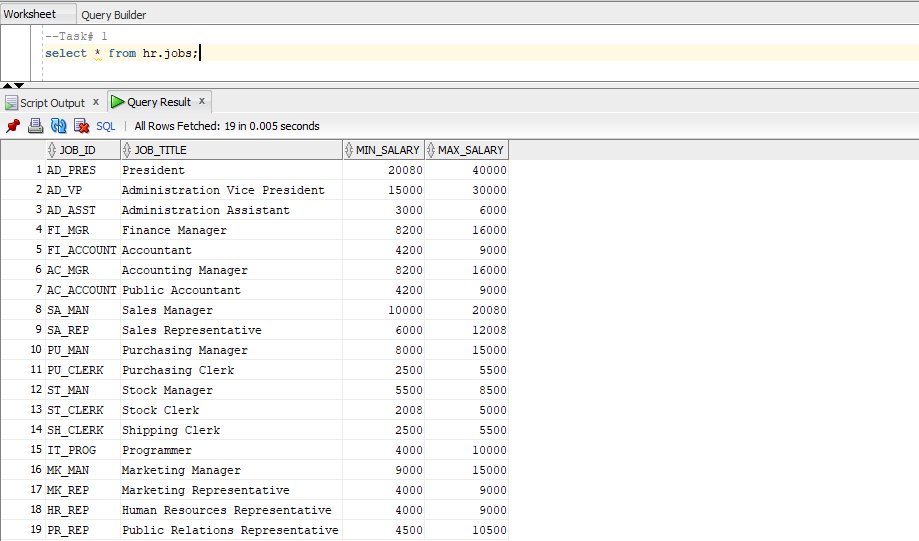 Worksheet Query Builder
--Task# 1
select * from hr.jobs;
Script Output x Query Result x
SQL | All Rows Fetched: 19 in 0.005 seconds
JOB_ID JOB_TITLE MIN_SALARY MAX_SALARY
1 AD_PRES President 20080 40000
2 AD_VP Administration Vice President 15000 30000
3 AD_ASST Administration Assistant 3000 6000
4 FI_MGR Finance Manager 8200 16000
5 FI_ACCOUNT Accountant 4200 9000
6 AC_MGR Accounting Manager 8200 16000
7 AC_ACCOUNT Public Accountant 4200 9000
8 SA_MAN Sales Manager 10000 20080
9 SA_REP Sales Representative 6000 12008
10 PU_MAN Purchasing Manager 8000 15000
11 PU_CLERK Purchasing Clerk 2500 5500
12 ST_MAN Stock Manager 5500 8500
13 ST_CLERK Stock Clerk 2008 5000
14 SH_CLERK Shipping Clerk 2500 5500
15 IT_PROG Programmer 4000 10000
16 MK_MAN Marketing Manager 9000 15000
17 MK_REP Marketing Representative 4000 9000
18 HR_REP Human Resources Representative 4000 9000
19 PR_REP Public Relations Representative 4500 10500